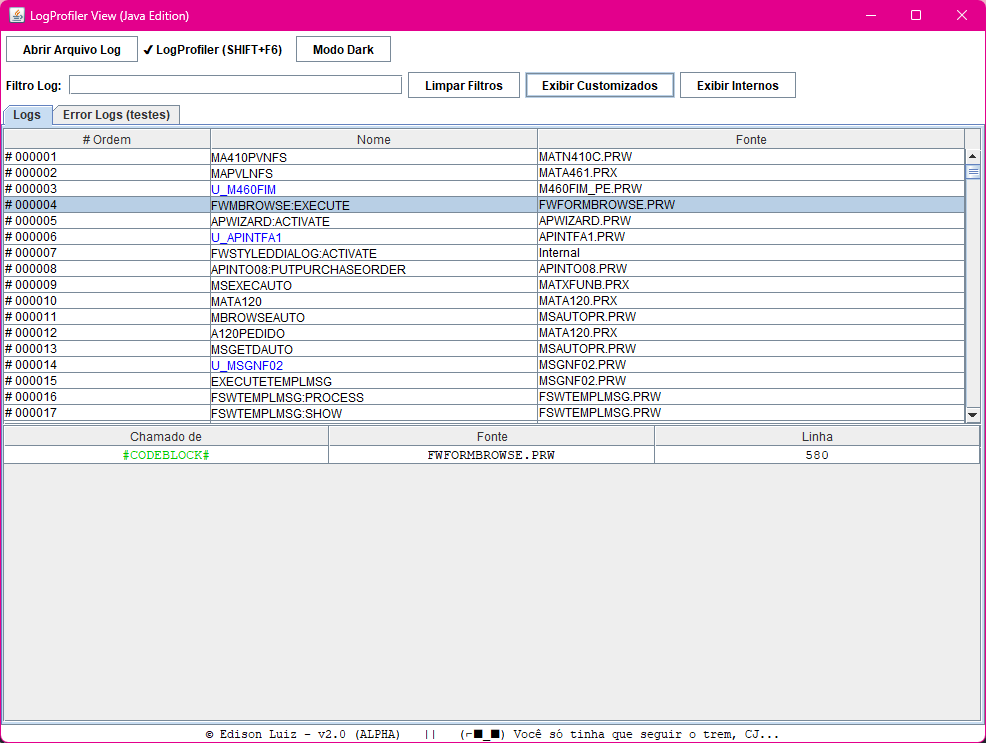 LogProfiler View (Java Edition)
Abrir Arquivo Log ✔ LogProfiler (SHIFT+F6) Modo Dark
Filtro Log: Limpar Filtros Exibir Customizados Exibir Internos
Logs Error Logs (testes)
# Ordem Nome Fonte
# 000001 MA410PVNFS MATN410C.PRW
# 000002 MAPVLNFS MATA461.PRX
# 000003 U_M460FIM M460FIM_PE.PRW
# 000004 FWMBROWSE:EXECUTE FWFORMBROWSE.PRW
# 000005 APWIZARD:ACTIVATE APWIZARD.PRW
# 000006 U_APINTFA1 APINTFA1.PRW
# 000007 FWSTYLEDDIALOG:ACTIVATE Internal
# 000008 APINTO08:PUTPURCHASEORDER APINTO08.PRW
# 000009 MSEXECAUTO MATXFUNB.PRX
# 000010 MATA120 MATA120.PRX
# 000011 MBROWSEAUTO MSAUTOPR.PRW
# 000012 A120PEDIDO MATA120.PRX
# 000013 MSGETDAUTO MSAUTOPR.PRW
# 000014 U_MSGNF02 MSGNF02.PRW
# 000015 EXECUTETEMPLMSG MSGNF02.PRW
# 000016 FSWTEMPLMSG:PROCESS FSWTEMPLMSG.PRW
# 000017 FSWTEMPLMSG:SHOW FSWTEMPLMSG.PRW
Chamado de Fonte Linha
#CODEBLOCK# FWFORMBROWSE.PRW 580
© Edison Luiz - v2.0 (ALPHA) || (⌐■_■) Você só tinha que seguir o trem, CJ...